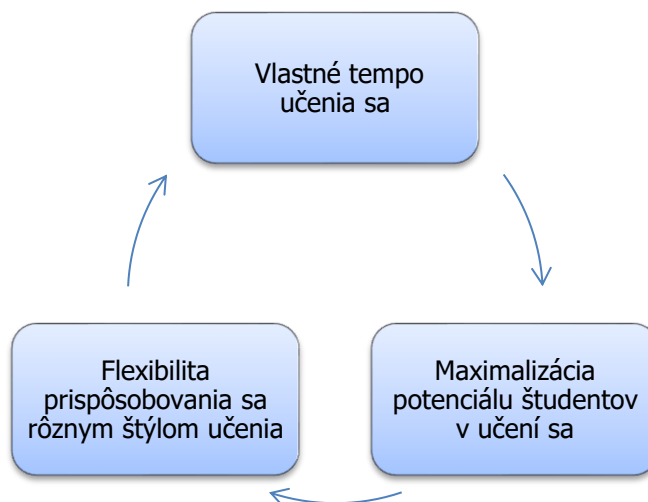 Vlastné tempo
učenia sa
Flexibilita
prispôsobovania sa
rôznym štýlom učenia
Maximalizácia
potenciálu študentov
v učení sa